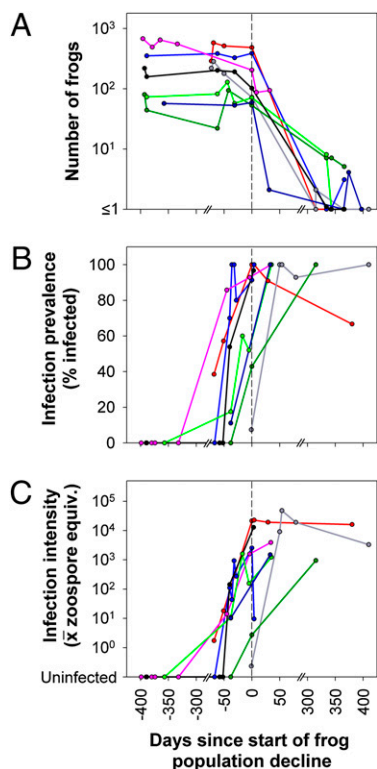 A
Number of frogs
10³
10²
10¹
≤1
B
Infection prevalence
(% infected)
100
80
60
40
20
0
C
Infection intensity
(x̄ zoospore equiv.)
10⁵
10⁴
10³
10²
10¹
10⁰
Uninfected
-400 -350 -50 0 50 300 400
Days since start of frog
population decline